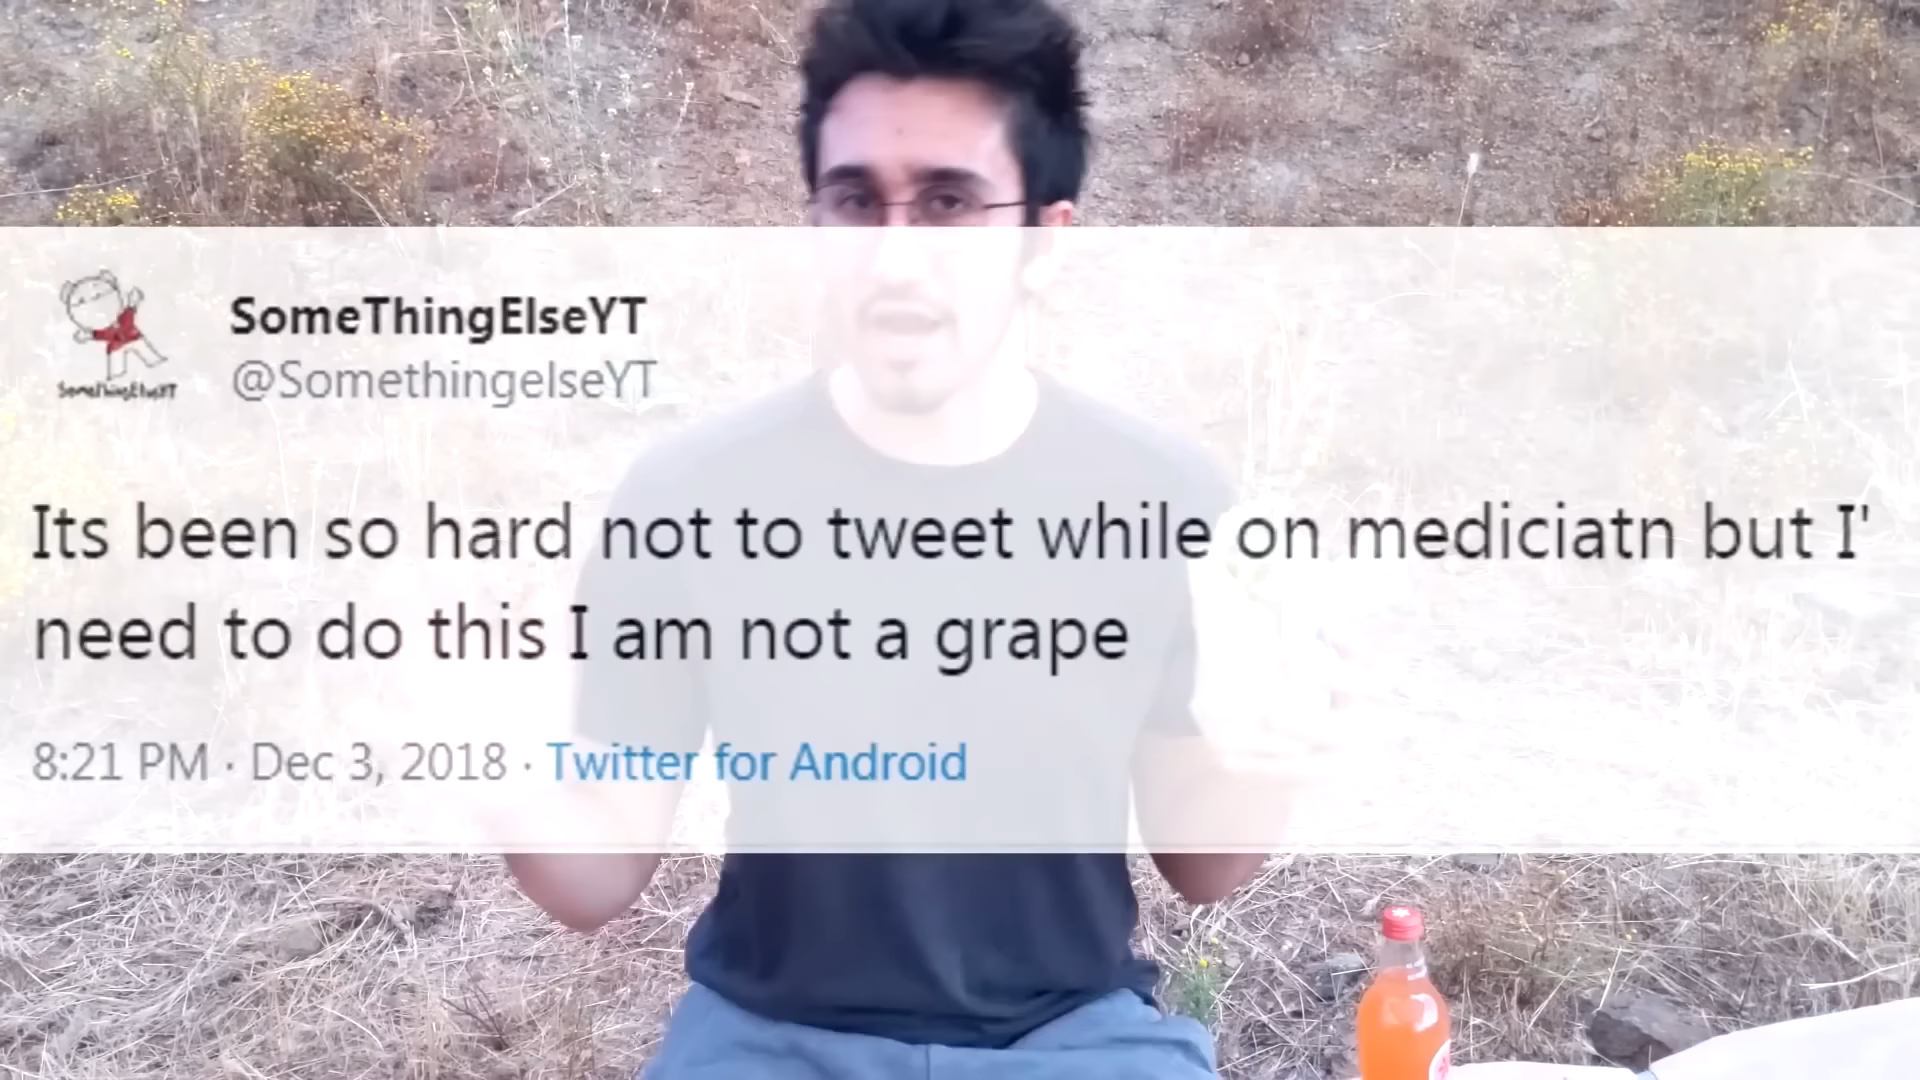 SomeThingElseYT
@SomethingelseYT
SomeThingElseYT
Its been so hard not to tweet while on mediciatn but I'
need to do this I am not a grape
8:21 PM · Dec 3, 2018 · Twitter for Android